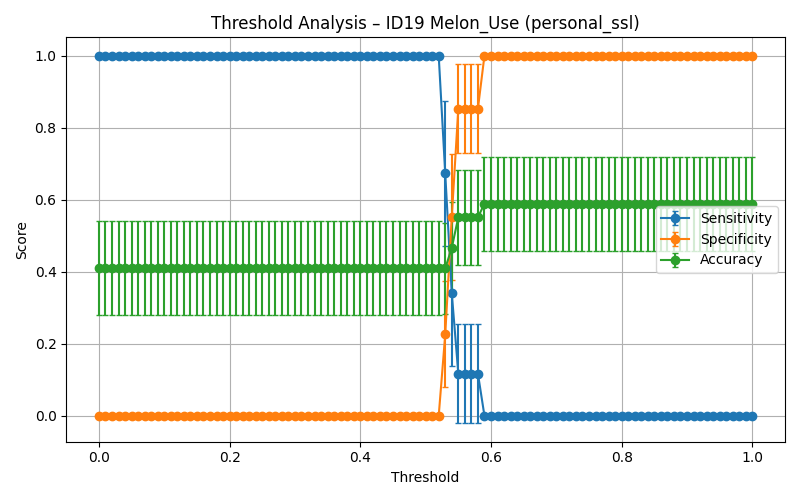 Threshold Analysis – ID19 Melon_Use (personal_ssl)
1.0
0.8
0.6
0.4
0.2
0.0
Score
Sensitivity
Specificity
Accuracy
0.0 0.2 0.4 0.6 0.8 1.0
Threshold